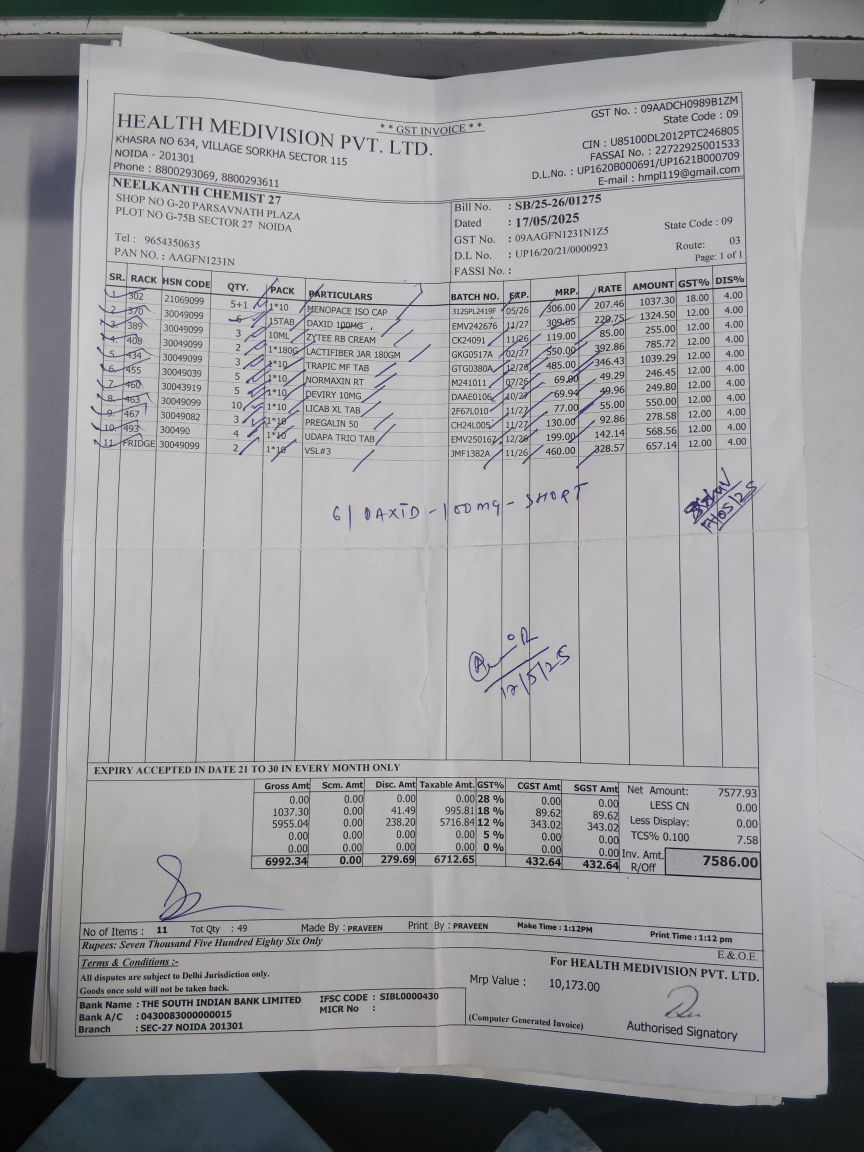 * * GST INVOICE * *
HEALTH MEDIVISION PVT. LTD.
KHASRA NO 634, VILLAGE SORKHA SECTOR 115
NOIDA - 201301
Phone : 8800293069, 8800293611
GST No. : 09AADCH0989B1ZM
State Code : 09
CIN : U85100DL2012PTC246805
FASSAI No. : 22722925001533
D.L.No. : UP1620B000691/UP1621B000709
E-mail : hmpl119@gmail.com
NEELKANTH CHEMIST 27
SHOP NO G-20 PARSAVNATH PLAZA
PLOT NO G-75B SECTOR 27 NOIDA
Tel : 9654350635
PAN NO. : AAGFN1231N
Bill No. : SB/25-26/01275
Dated : 17/05/2025
GST No. : 09AAGFN1231N1Z5 State Code : 09
D.L No. : UP16/20/21/0000923 Route: 03
FASSI No. : Page: 1 of 1
SR. RACK HSN CODE QTY. PACK PARTICULARS BATCH NO. EXP. MRP. RATE AMOUNT GST% DIS%
1. 302 21069099 5+1 1*10 MENOPACE ISO CAP 312SPL2419F 05/26 306.00 207.46 1037.30 18.00 4.00
2. 370 30049099 6 15TAB DAXID 100MG EMV242676 11/27 309.05 220.75 1324.50 12.00 4.00
3. 389 30049099 3 10ML ZYTEE RB CREAM CK24091 11/26 119.00 85.00 255.00 12.00 4.00
4. 408 30049099 2 1*180G LACTIFIBER JAR 180GM GKG0517A 02/27 550.00 392.86 785.72 12.00 4.00
5. 434 30049099 3 1*10 TRAPIC MF TAB GTG0380A 12/28 485.00 346.43 1039.29 12.00 4.00
6. 455 30049039 5 1*10 NORMAXIN RT M241011 07/26 69.00 49.29 246.45 12.00 4.00
7. 460 30043919 5 1*10 DEVIRY 10MG DAAE0106 10/27 69.94 49.96 249.80 12.00 4.00
8. 463 30049099 10 1*10 LICAB XL TAB 2F67L010 11/27 77.00 55.00 550.00 12.00 4.00
9. 467 30049082 3 1*10 PREGALIN 50 CH24L005 11/27 130.00 92.86 278.58 12.00 4.00
10. 493 300490 4 1*10 UDAPA TRIO TAB EMV250167 12/26 199.00 142.14 568.56 12.00 4.00
11 FRIDGE 30049099 2 1*10 VSL#3 JMF1382A 11/26 460.00 328.57 657.14 12.00 4.00
6/ DAXID - 100mg - SHORT
17/05/25
17/5/25
EXPIRY ACCEPTED IN DATE 21 TO 30 IN EVERY MONTH ONLY
Gross Amt Scm. Amt Disc. Amt Taxable Amt. GST% CGST Amt SGST Amt
0.00 0.00 0.00 0.00 28 % 0.00 0.00
1037.30 0.00 41.49 995.81 18 % 89.62 89.62
5955.04 0.00 238.20 5716.84 12 % 343.02 343.02
0.00 0.00 0.00 0.00 5 % 0.00 0.00
0.00 0.00 0.00 0.00 0 % 0.00 0.00
6992.34 0.00 279.69 6712.65 432.64 432.64
Net Amount: 7577.93
LESS CN 0.00
Less Display: 0.00
TCS% 0.100 7.58
Inv. Amt. R/Off 7586.00
No of Items : 11 Tot Qty : 49 Made By : PRAVEEN Print By : PRAVEEN Make Time : 1:12PM Print Time : 1:12 pm
Rupees: Seven Thousand Five Hundred Eighty Six Only
E.&.O.E.
Terms & Conditions :-
All disputes are subject to Delhi Jurisdiction only.
Goods once sold will not be taken back.
Bank Name : THE SOUTH INDIAN BANK LIMITED IFSC CODE : SIBL0000430
Bank A/C : 0430083000000015 MICR No :
Branch : SEC-27 NOIDA 201301
For HEALTH MEDIVISION PVT. LTD.
Mrp Value : 10,173.00
(Computer Generated Invoice)
Authorised Signatory